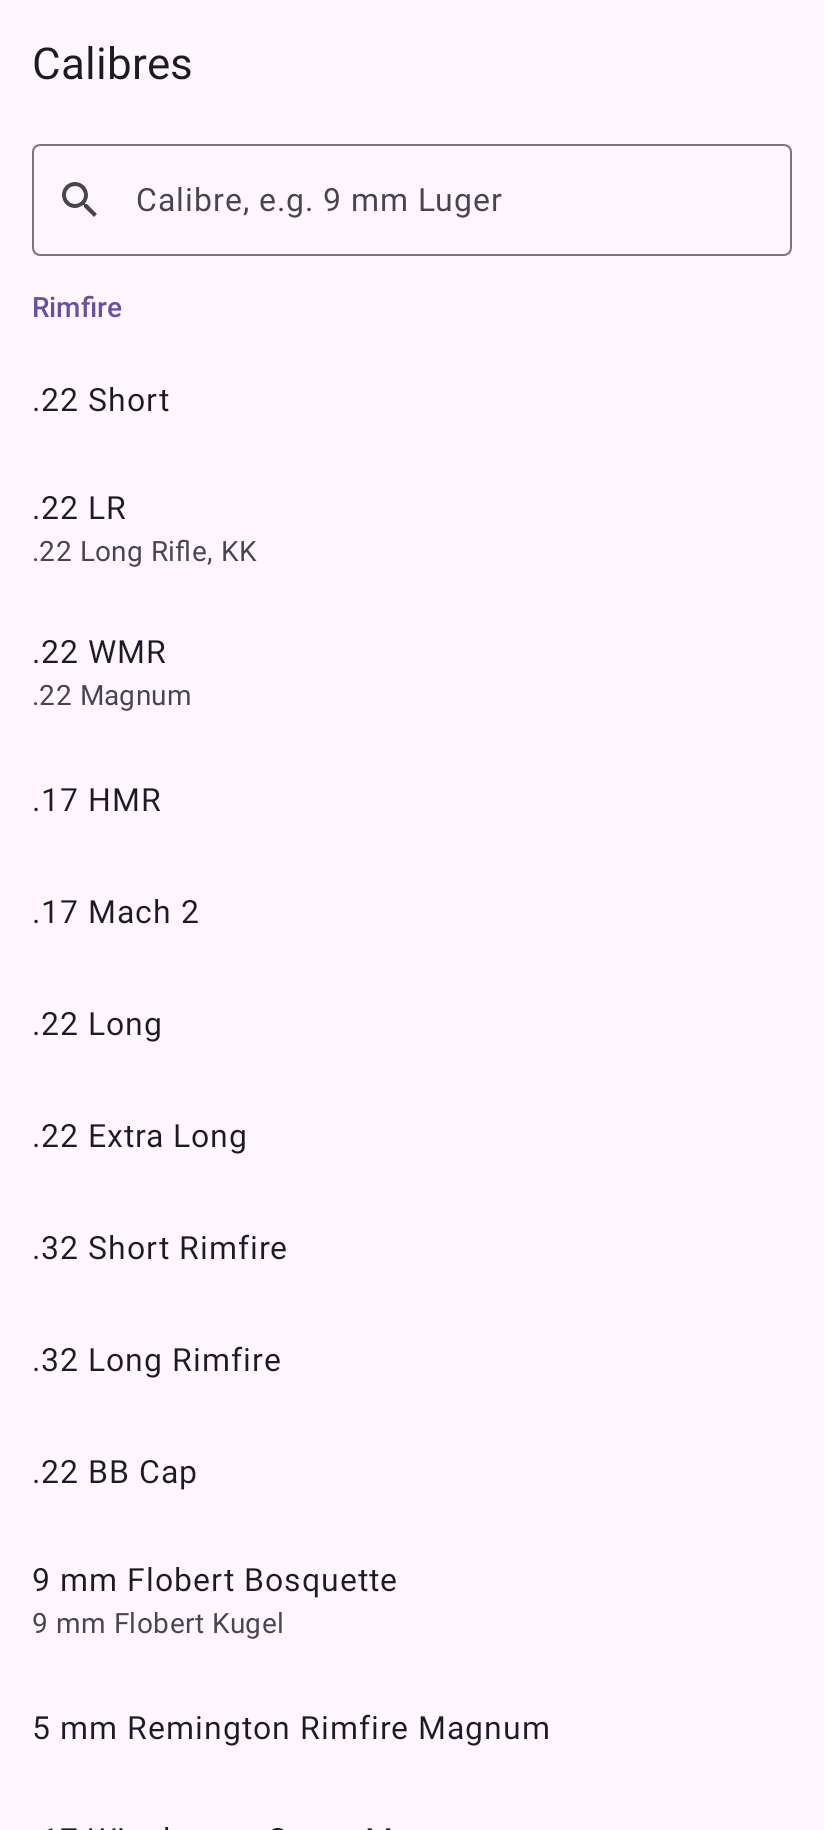 Calibres
Calibre, e.g. 9 mm Luger
Rimfire
.22 Short
.22 LR
.22 Long Rifle, KK
.22 WMR
.22 Magnum
.17 HMR
.17 Mach 2
.22 Long
.22 Extra Long
.32 Short Rimfire
.32 Long Rimfire
.22 BB Cap
9 mm Flobert Bosquette
9 mm Flobert Kugel
5 mm Remington Rimfire Magnum